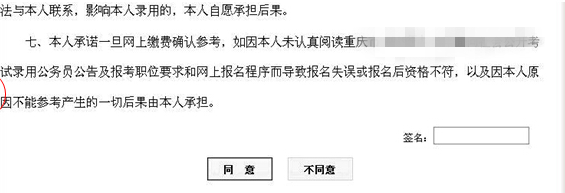 法与本人联系，影响本人录用的，本人自愿承担后果。
七、本人承诺一旦网上缴费确认参考，如因本人未认真阅读重庆 考
试录用公务员公告及报考职位要求和网上报名程序而导致报名失误或报名后资格不符，以及因本人原
因不能参考产生的一切后果由本人承担。
签名：
同 意 不同意